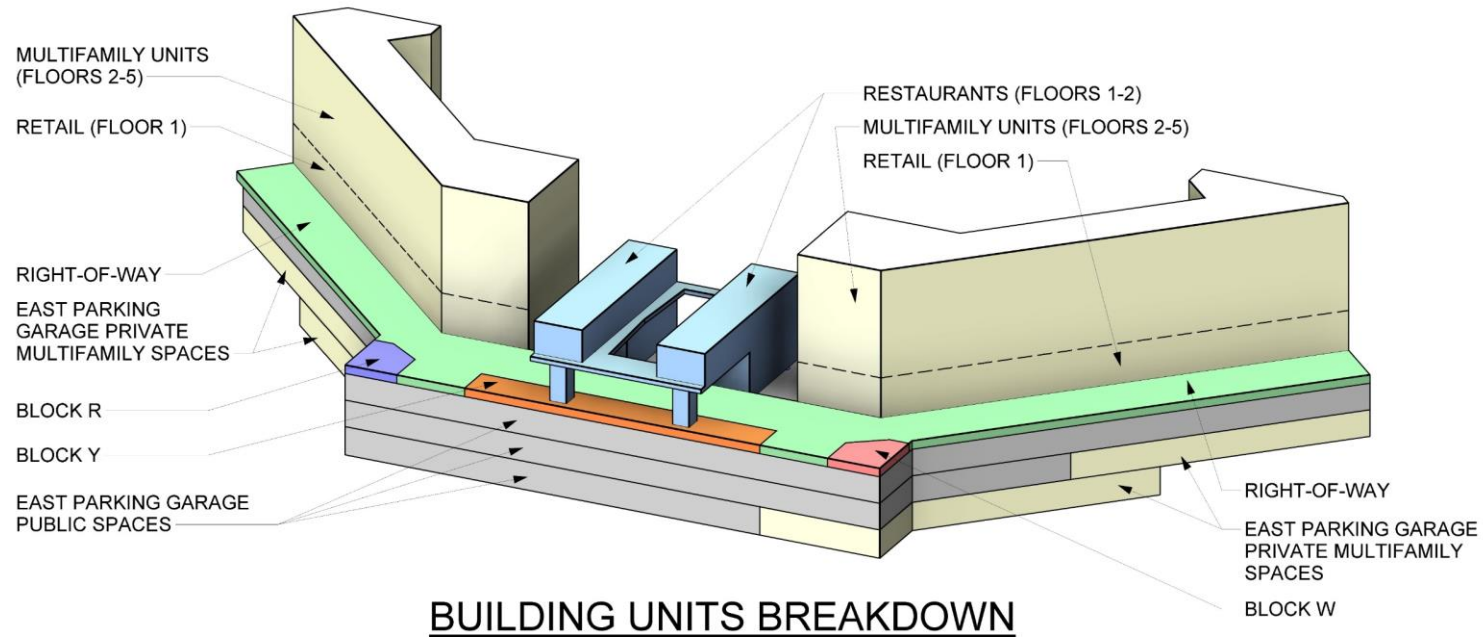 MULTIFAMILY UNITS
(FLOORS 2-5)
RETAIL (FLOOR 1)
RIGHT-OF-WAY
EAST PARKING
GARAGE PRIVATE
MULTIFAMILY SPACES
BLOCK R
BLOCK Y
EAST PARKING GARAGE
PUBLIC SPACES
RESTAURANTS (FLOORS 1-2)
MULTIFAMILY UNITS (FLOORS 2-5)
RETAIL (FLOOR 1)
RIGHT-OF-WAY
EAST PARKING GARAGE
PRIVATE MULTIFAMILY
SPACES
BLOCK W
BUILDING UNITS BREAKDOWN